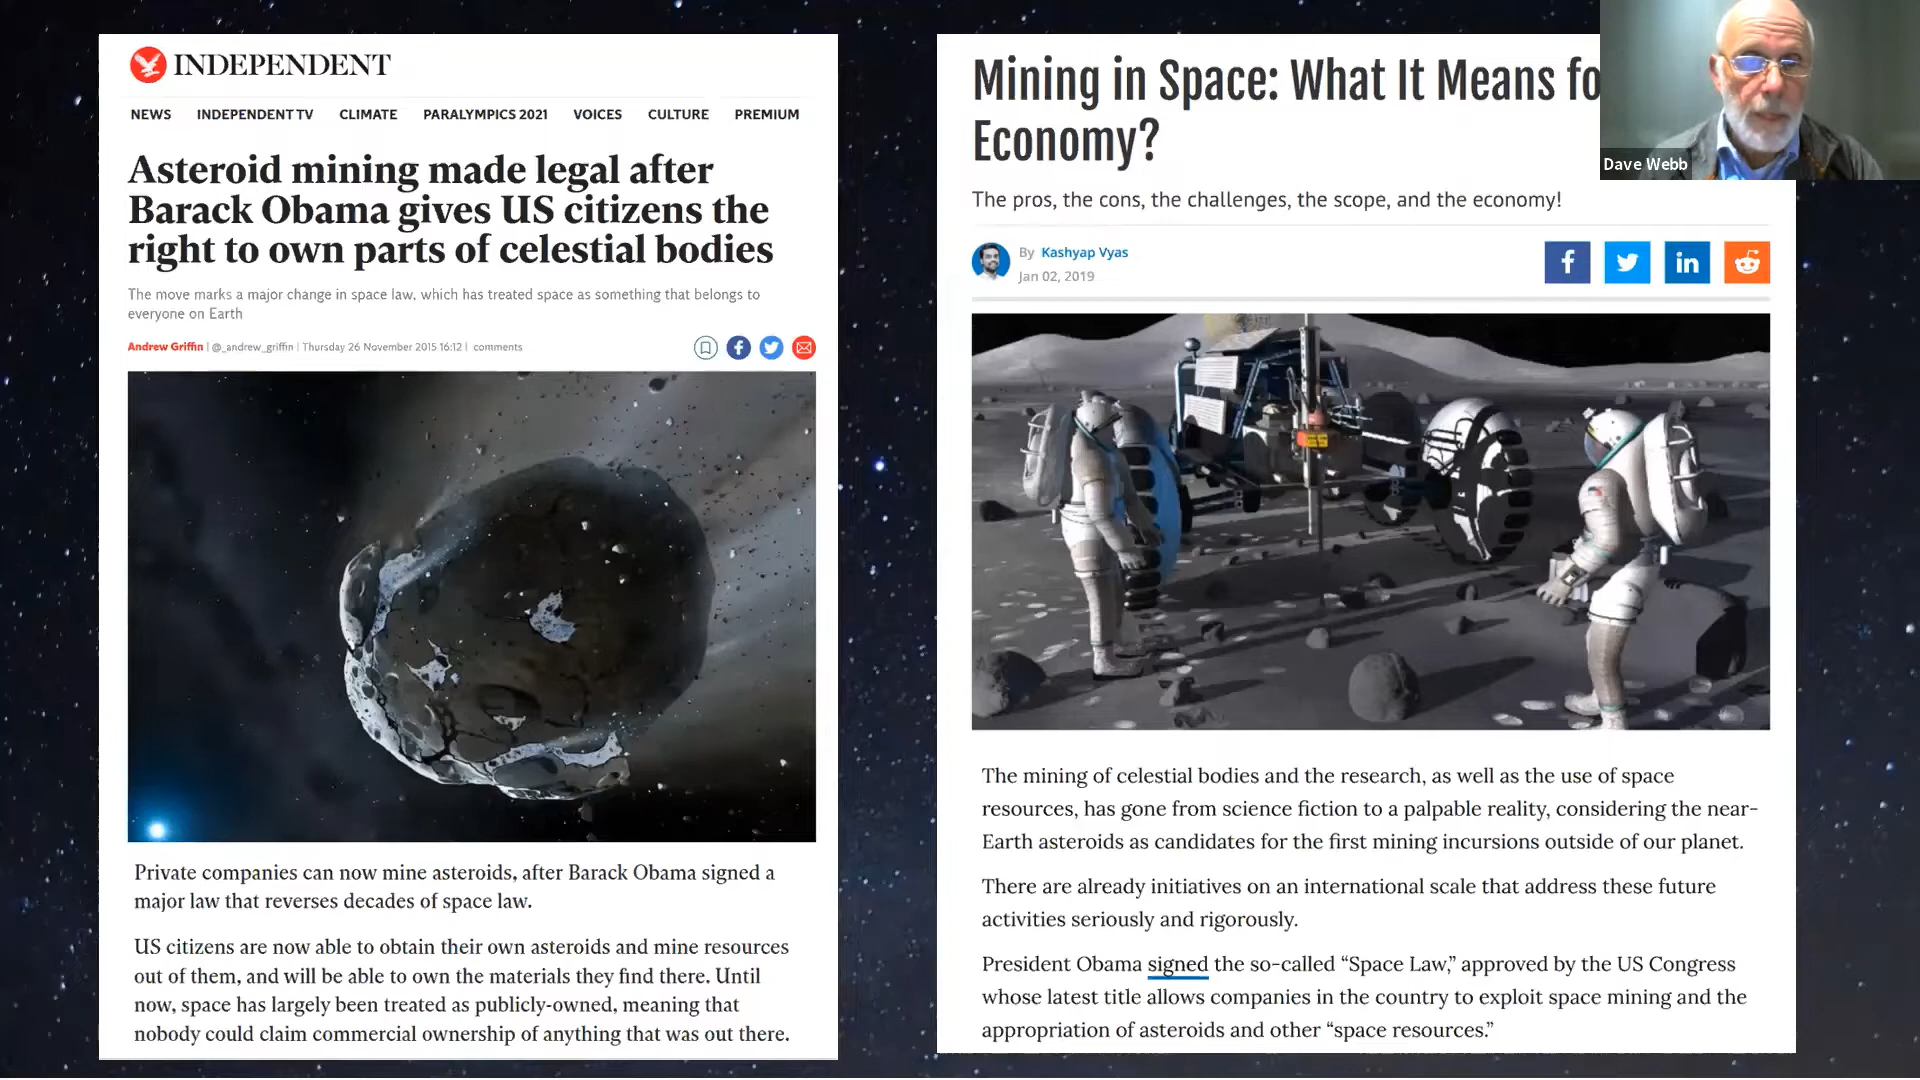 INDEPENDENT
NEWS INDEPENDENT TV CLIMATE PARALYMPICS 2021 VOICES CULTURE PREMIUM
Asteroid mining made legal after
Barack Obama gives US citizens the
right to own parts of celestial bodies
The move marks a major change in space law, which has treated space as something that belongs to
everyone on Earth
Andrew Griffin | @_andrew_griffin | Thursday 26 November 2015 16:12 | comments
Private companies can now mine asteroids, after Barack Obama signed a
major law that reverses decades of space law.
US citizens are now able to obtain their own asteroids and mine resources
out of them, and will be able to own the materials they find there. Until
now, space has largely been treated as publicly-owned, meaning that
nobody could claim commercial ownership of anything that was out there.
Mining in Space: What It Means fo
Economy?
The pros, the cons, the challenges, the scope, and the economy!
By Kashyap Vyas
Jan 02, 2019
f
in
The mining of celestial bodies and the research, as well as the use of space
resources, has gone from science fiction to a palpable reality, considering the near-
Earth asteroids as candidates for the first mining incursions outside of our planet.
There are already initiatives on an international scale that address these future
activities seriously and rigorously.
President Obama signed the so-called “Space Law,” approved by the US Congress
whose latest title allows companies in the country to exploit space mining and the
appropriation of asteroids and other “space resources.”
Dave Webb